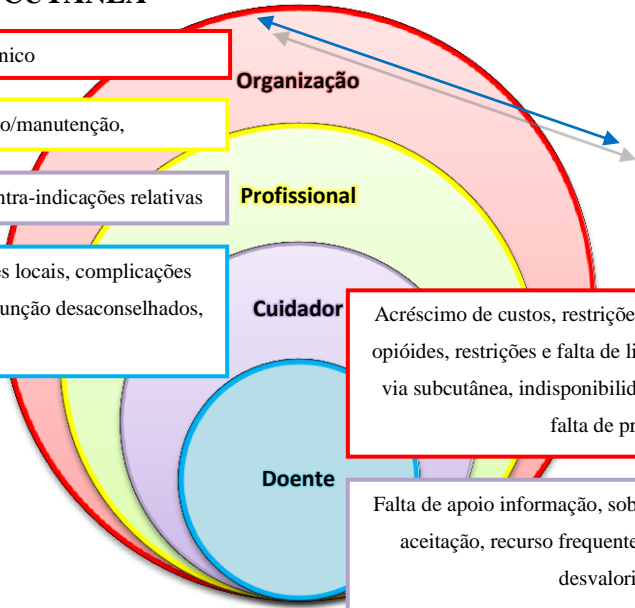 CUTÂNEA
nico
Organização
o/manutenção,
Profissional
ntra-indicações relativas
es locais, complicações
unção desaconselhados,
Cuidador
Acréscimo de custos, restriçõe
opióides, restrições e falta de li
via subcutânea, indisponibilid
falta de pr
Doente
Falta de apoio informação, sob
aceitação, recurso frequente
desvalori